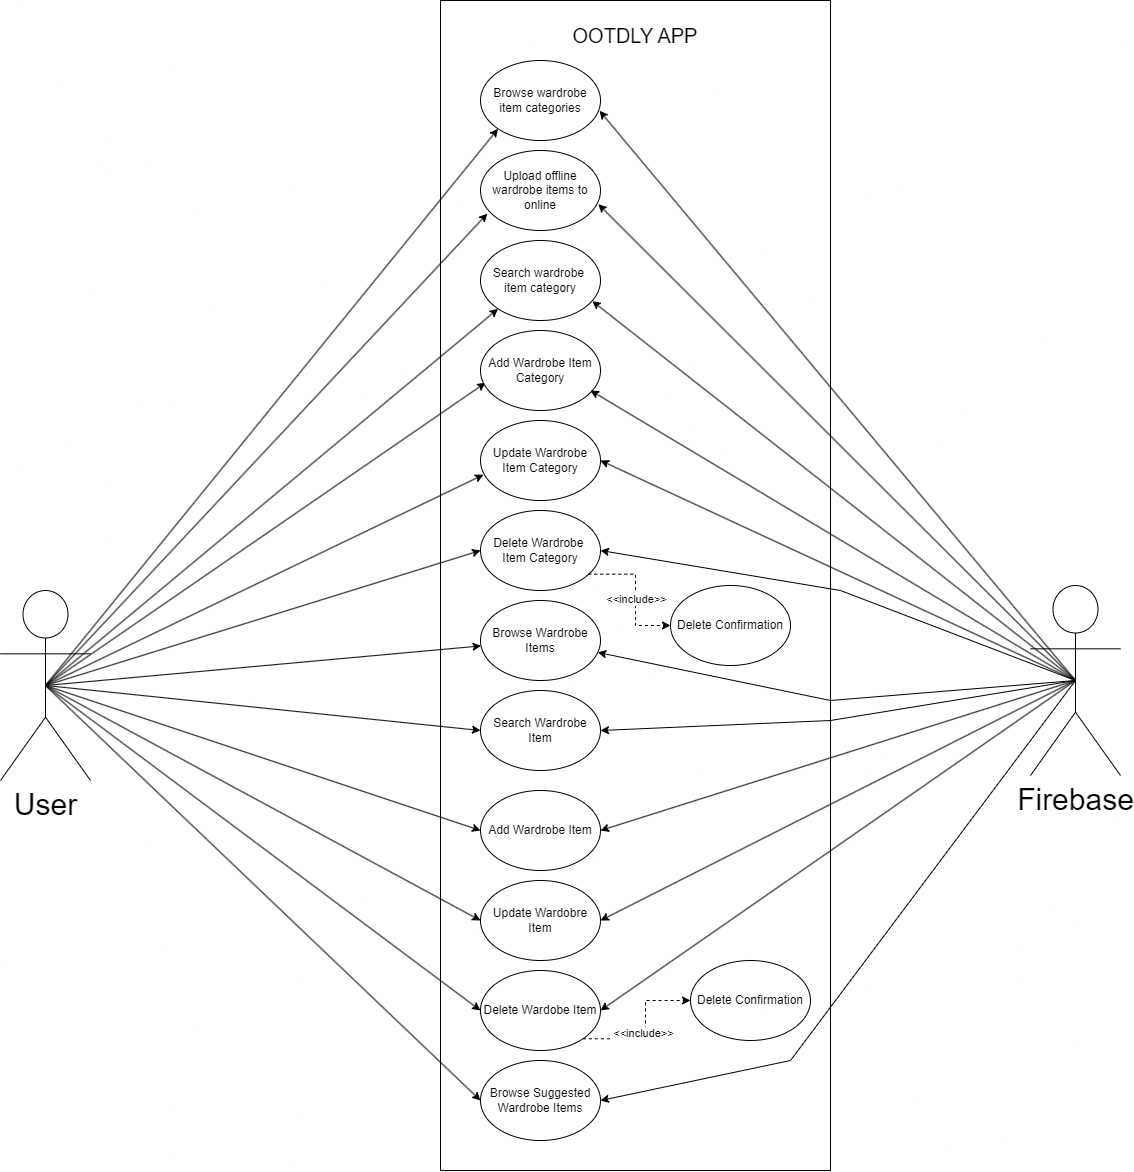 OOTDLY APP
Browse wardrobe
item categories
Upload offline
wardrobe items to
online
Search wardrobe
item category
Add Wardrobe Item
Category
Update Wardrobe
Item Category
Delete Wardrobe
Item Category
<<include>>
Delete Confirmation
Browse Wardrobe
Items
Search Wardrobe
Item
User
Firebase
Add Wardrobe Item
Update Wardobre
Item
Delete Wardobe Item
<<include>>
Delete Confirmation
Browse Suggested
Wardrobe Items